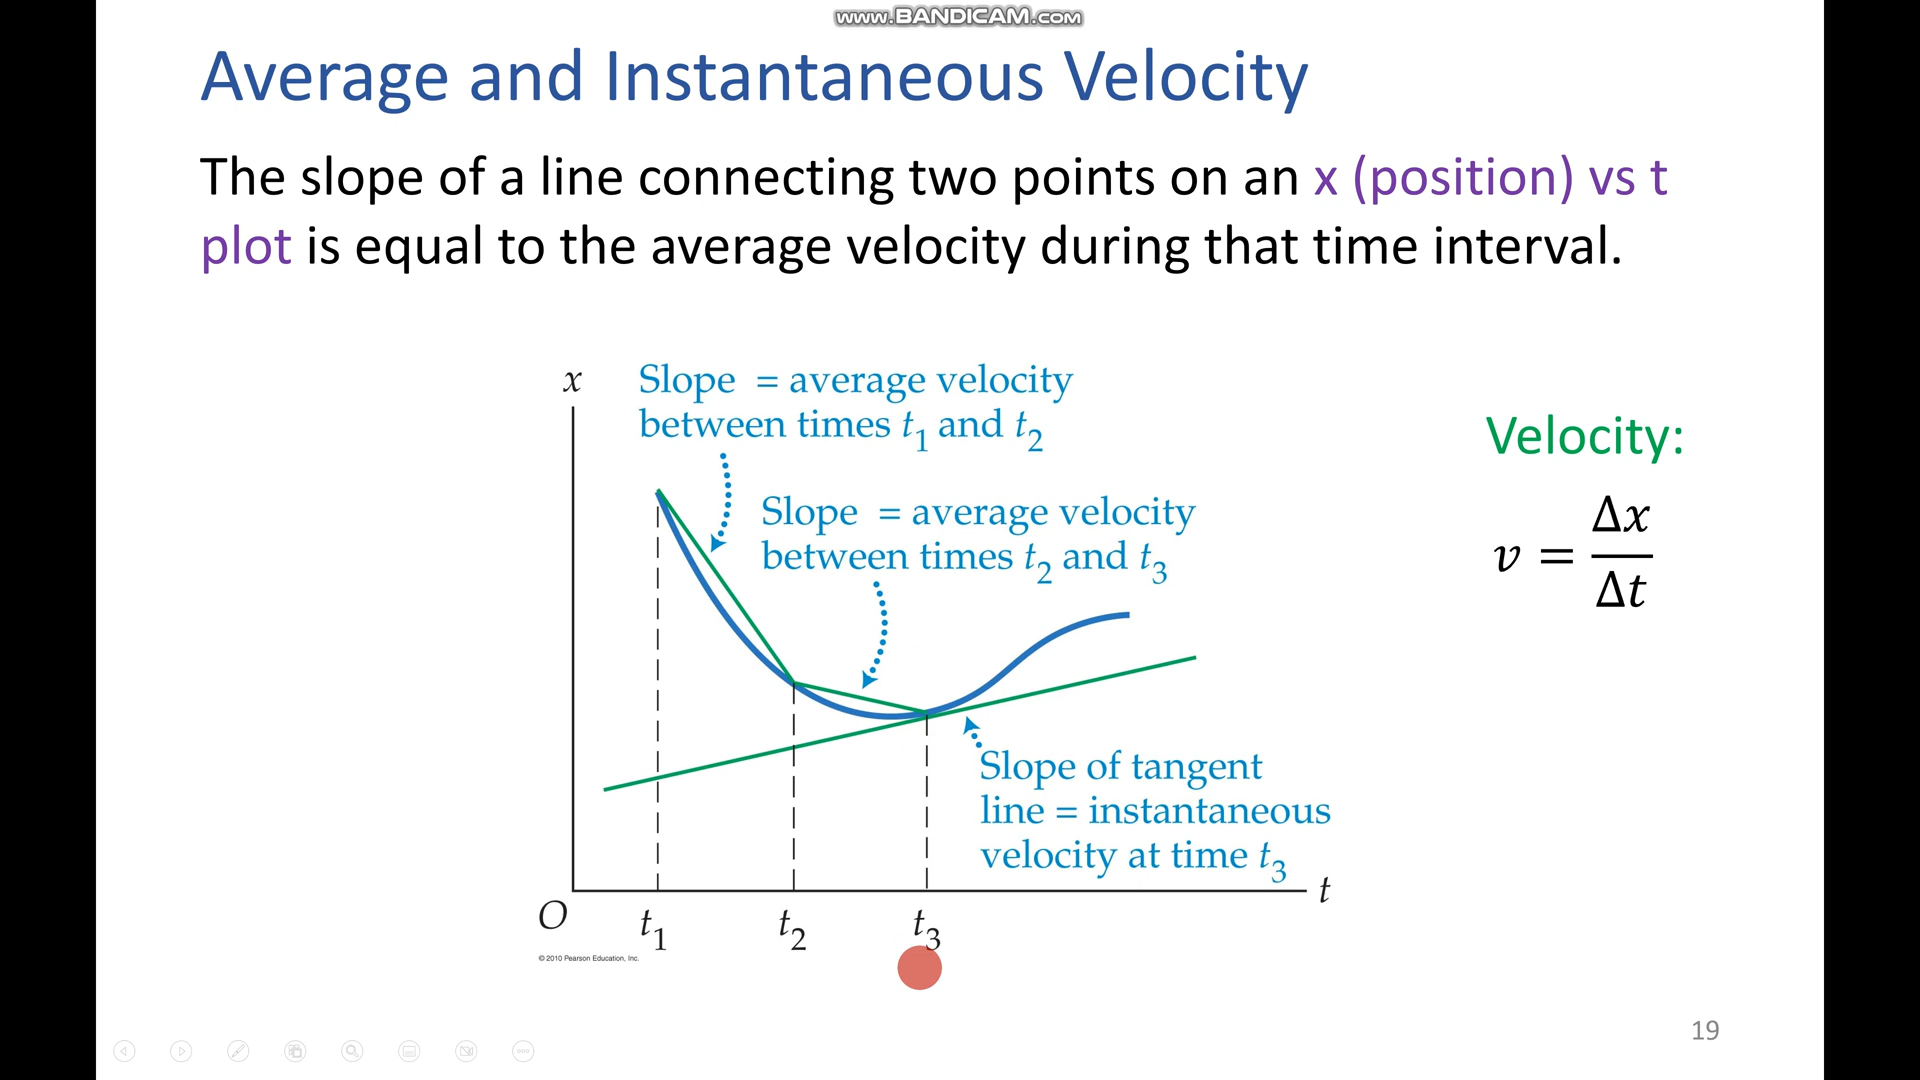 www.BANDICAM.com
Average and Instantaneous Velocity
The slope of a line connecting two points on an x (position) vs t
plot is equal to the average velocity during that time interval.
x
Slope = average velocity
between times t₁ and t₂
Slope = average velocity
between times t₂ and t₃
Velocity:
v = Δx/Δt
Slope of tangent
line = instantaneous
velocity at time t₃
t
O
t₁ t₂ t₃
© 2010 Pearson Education, Inc.
19